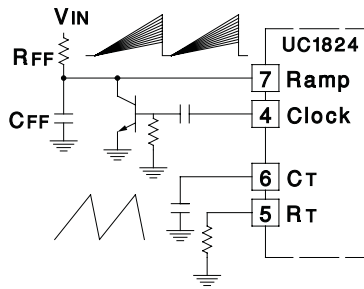 VIN
RFF
CFF
UC1824
7 Ramp
4 Clock
6 CT
5 RT